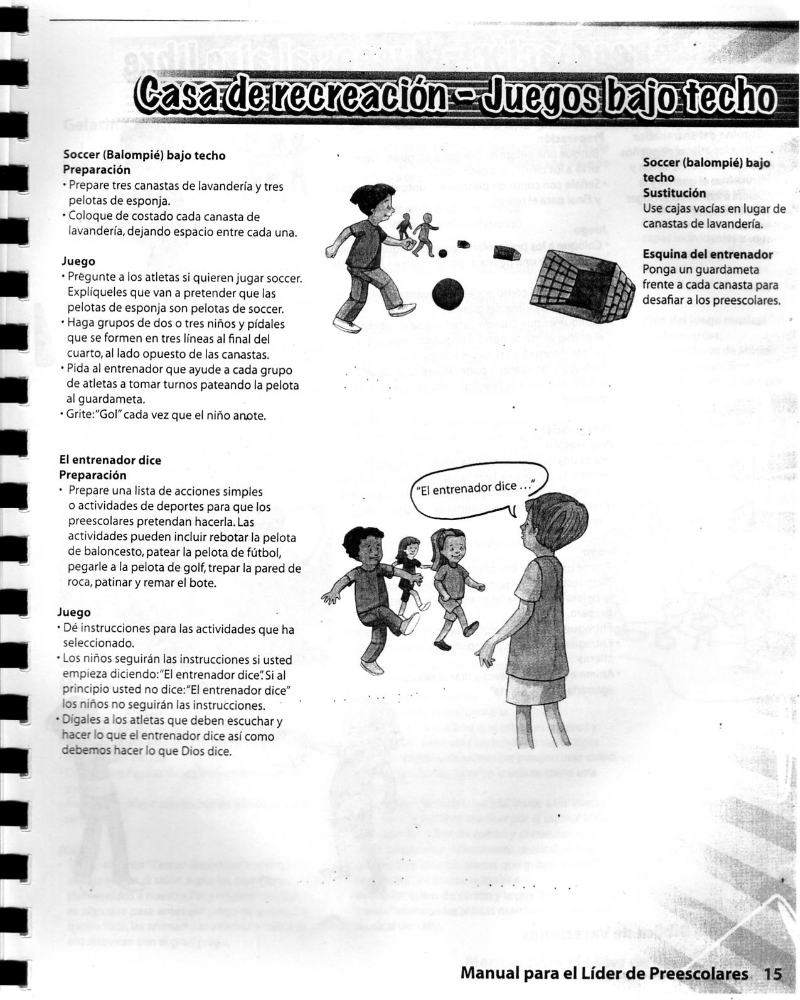 Casa de recreación - Juegos bajo techo
Soccer (Balompié) bajo techo
Preparación
• Prepare tres canastas de lavandería y tres
pelotas de esponja.
• Coloque de costado cada canasta de
lavandería, dejando espacio entre cada una.
Juego
• Pregunte a los atletas si quieren jugar soccer.
Explíqueles que van a pretender que las
pelotas de esponja son pelotas de soccer.
• Haga grupos de dos o tres niños y pídales
que se formen en tres líneas al final del
cuarto, al lado opuesto de las canastas.
• Pida al entrenador que ayude a cada grupo
de atletas a tomar turnos pateando la pelota
al guardameta.
• Grite:"Gol" cada vez que el niño anote.
Soccer (balompié) bajo
techo
Sustitución
Use cajas vacías en lugar de
canastas de lavandería.
Esquina del entrenador
Ponga un guardameta
frente a cada canasta para
desafiar a los preescolares.
El entrenador dice
Preparación
• Prepare una lista de acciones simples
o actividades de deportes para que los
preescolares pretendan hacerla. Las
actividades pueden incluir rebotar la pelota
de baloncesto, patear la pelota de fútbol,
pegarle a la pelota de golf, trepar la pared de
roca, patinar y remar el bote.
Juego
• Dé instrucciones para las actividades que ha
seleccionado.
• Los niños seguirán las instrucciones si usted
empieza diciendo:"El entrenador dice". Si al
principio usted no dice:"El entrenador dice"
los niños no seguirán las instrucciones.
• Dígales a los atletas que deben escuchar y
hacer lo que el entrenador dice así como
debemos hacer lo que Dios dice.
"El entrenador dice ..."
Manual para el Líder de Preescolares 15